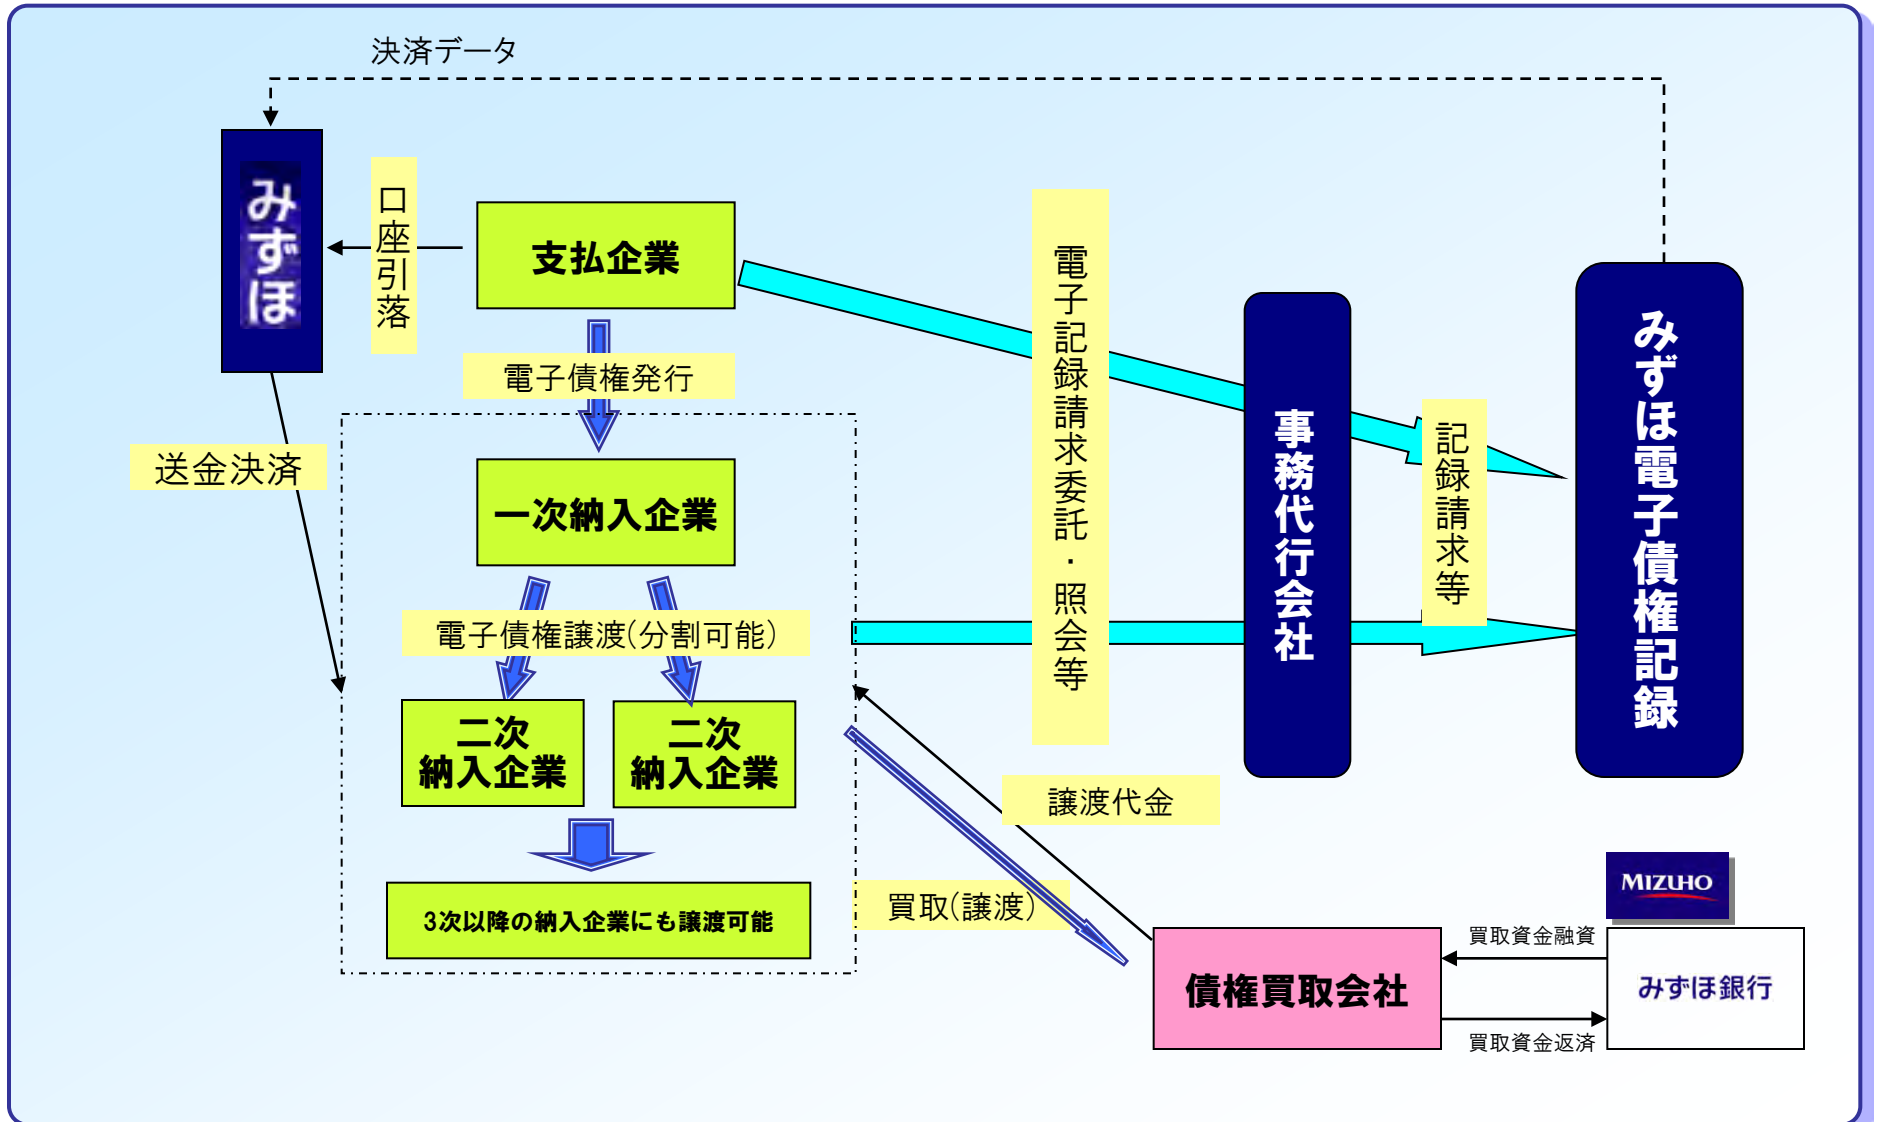 決済データ
みずほ
口座引落
支払企業
電子債権発行
送金決済
一次納入企業
電子債権譲渡(分割可能)
二次
納入企業
二次
納入企業
3次以降の納入企業にも譲渡可能
電子記録請求委託・照会等
事務代行会社
記録請求等
みずほ電子債権記録
譲渡代金
買取(譲渡)
債権買取会社
買取資金融資
買取資金返済
MIZUHO
みずほ銀行